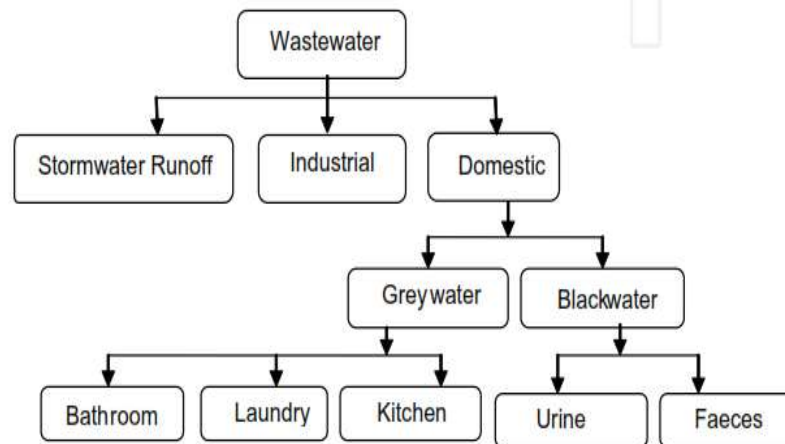 Wastewater
Stormwater Runoff
Industrial
Domestic
Greywater
Blackwater
Bathroom
Laundry
Kitchen
Urine
Faeces